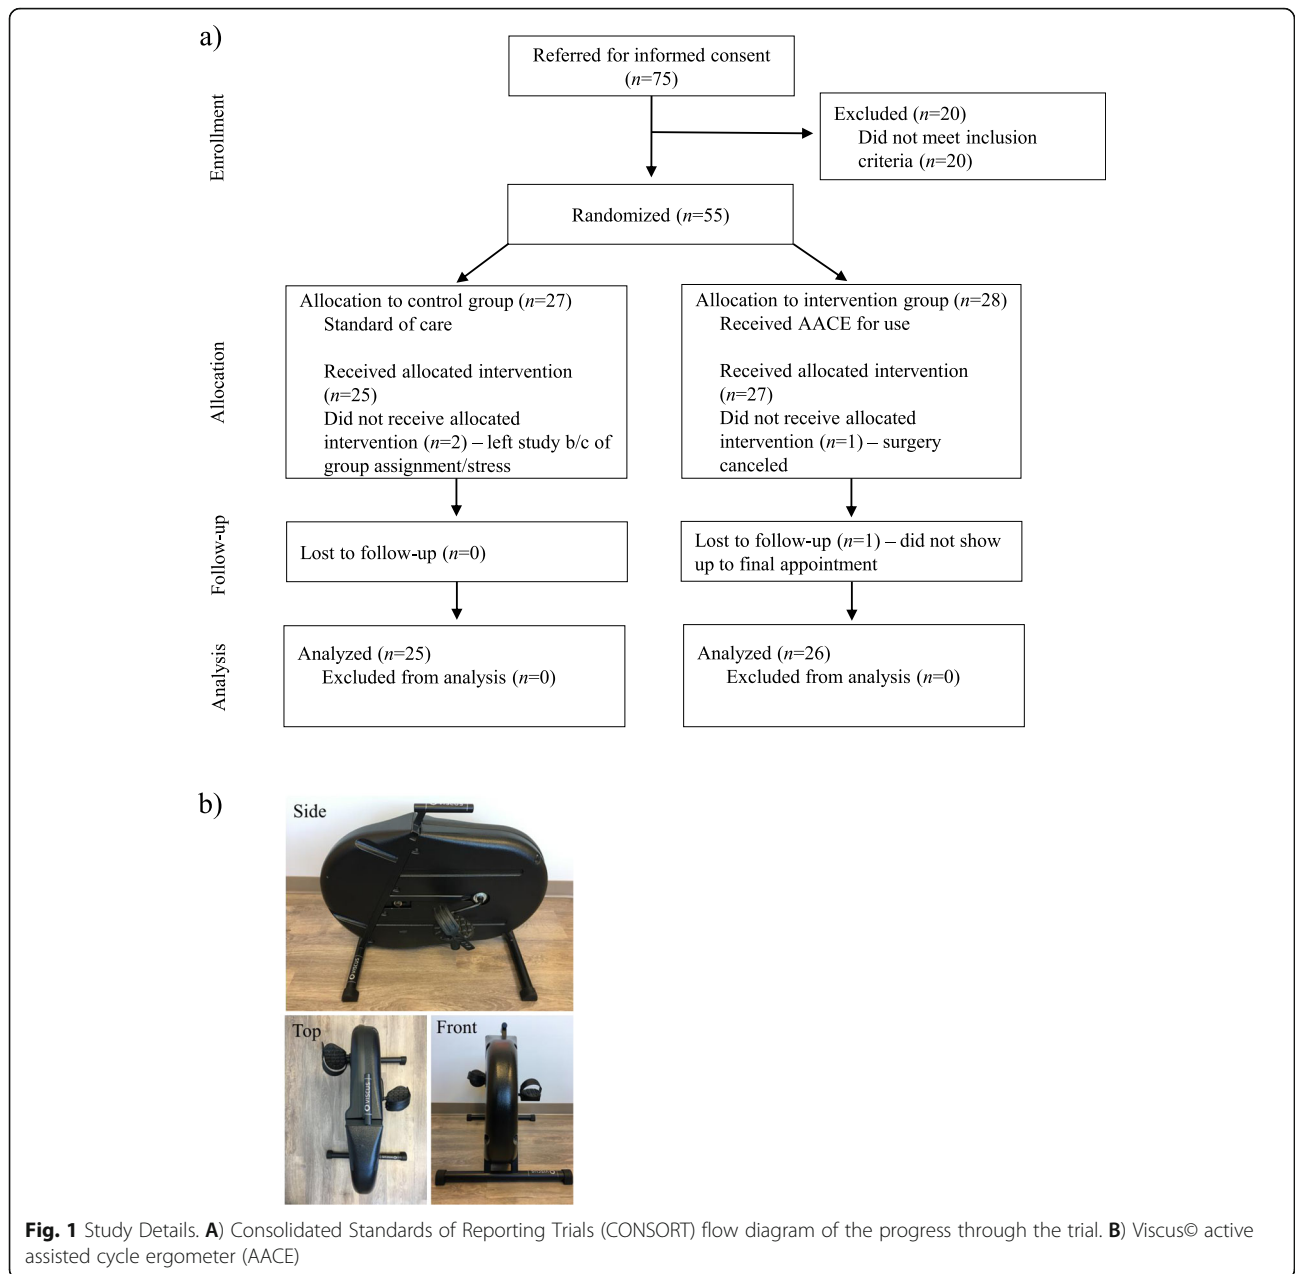 a)
Referred for informed consent
(n=75)
Enrollment
Excluded (n=20)
Did not meet inclusion
criteria (n=20)
Randomized (n=55)
Allocation
Allocation to control group (n=27)
Standard of care
Received allocated intervention
(n=25)
Did not receive allocated
intervention (n=2) – left study b/c of
group assignment/stress
Allocation to intervention group (n=28)
Received AACE for use
Received allocated intervention
(n=27)
Did not receive allocated
intervention (n=1) – surgery
canceled
Follow-up
Lost to follow-up (n=0)
Lost to follow-up (n=1) – did not show
up to final appointment
Analysis
Analyzed (n=25)
Excluded from analysis (n=0)
Analyzed (n=26)
Excluded from analysis (n=0)
b)
Side
VISCUS
VISCUS
Top
VISCUS
Front
Fig. 1 Study Details. A) Consolidated Standards of Reporting Trials (CONSORT) flow diagram of the progress through the trial. B) Viscus© active
assisted cycle ergometer (AACE)